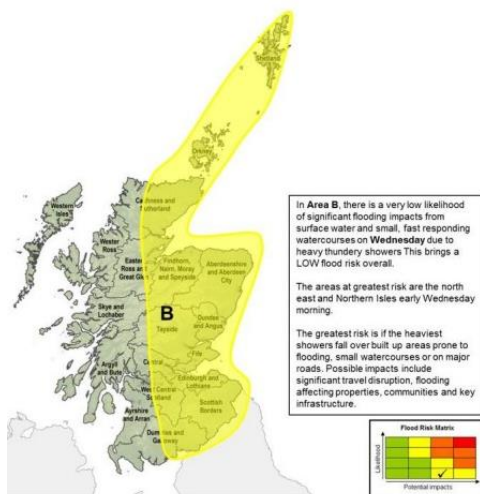 Shetland
Orkney
Western
Isles
Caithness and
Sutherland
Wester
Ross
Easter
Ross and
Great Glen
Findhorn,
Nairn, Moray
and Speyside
Aberdeenshire
and Aberdeen
City
Skye and
Lochaber
B
Dundee
and Angus
Tayside
Fife
Argyll
and Bute
Central
Edinburgh and
Lothians
West Central
Scotland
Scottish
Borders
Ayrshire
and Arran
Dumfries and
Galloway
In Area B, there is a very low likelihood
of significant flooding impacts from
surface water and small, fast responding
watercourses on Wednesday due to
heavy thundery showers This brings a
LOW flood risk overall.
The areas at greatest risk are the north
east and Northern Isles early Wednesday
morning.
The greatest risk is if the heaviest
showers fall over built up areas prone to
flooding, small watercourses or on major
roads. Possible impacts include
significant travel disruption, flooding
affecting properties, communities and key
infrastructure.
Flood Risk Matrix
Likelihood
Potential impacts